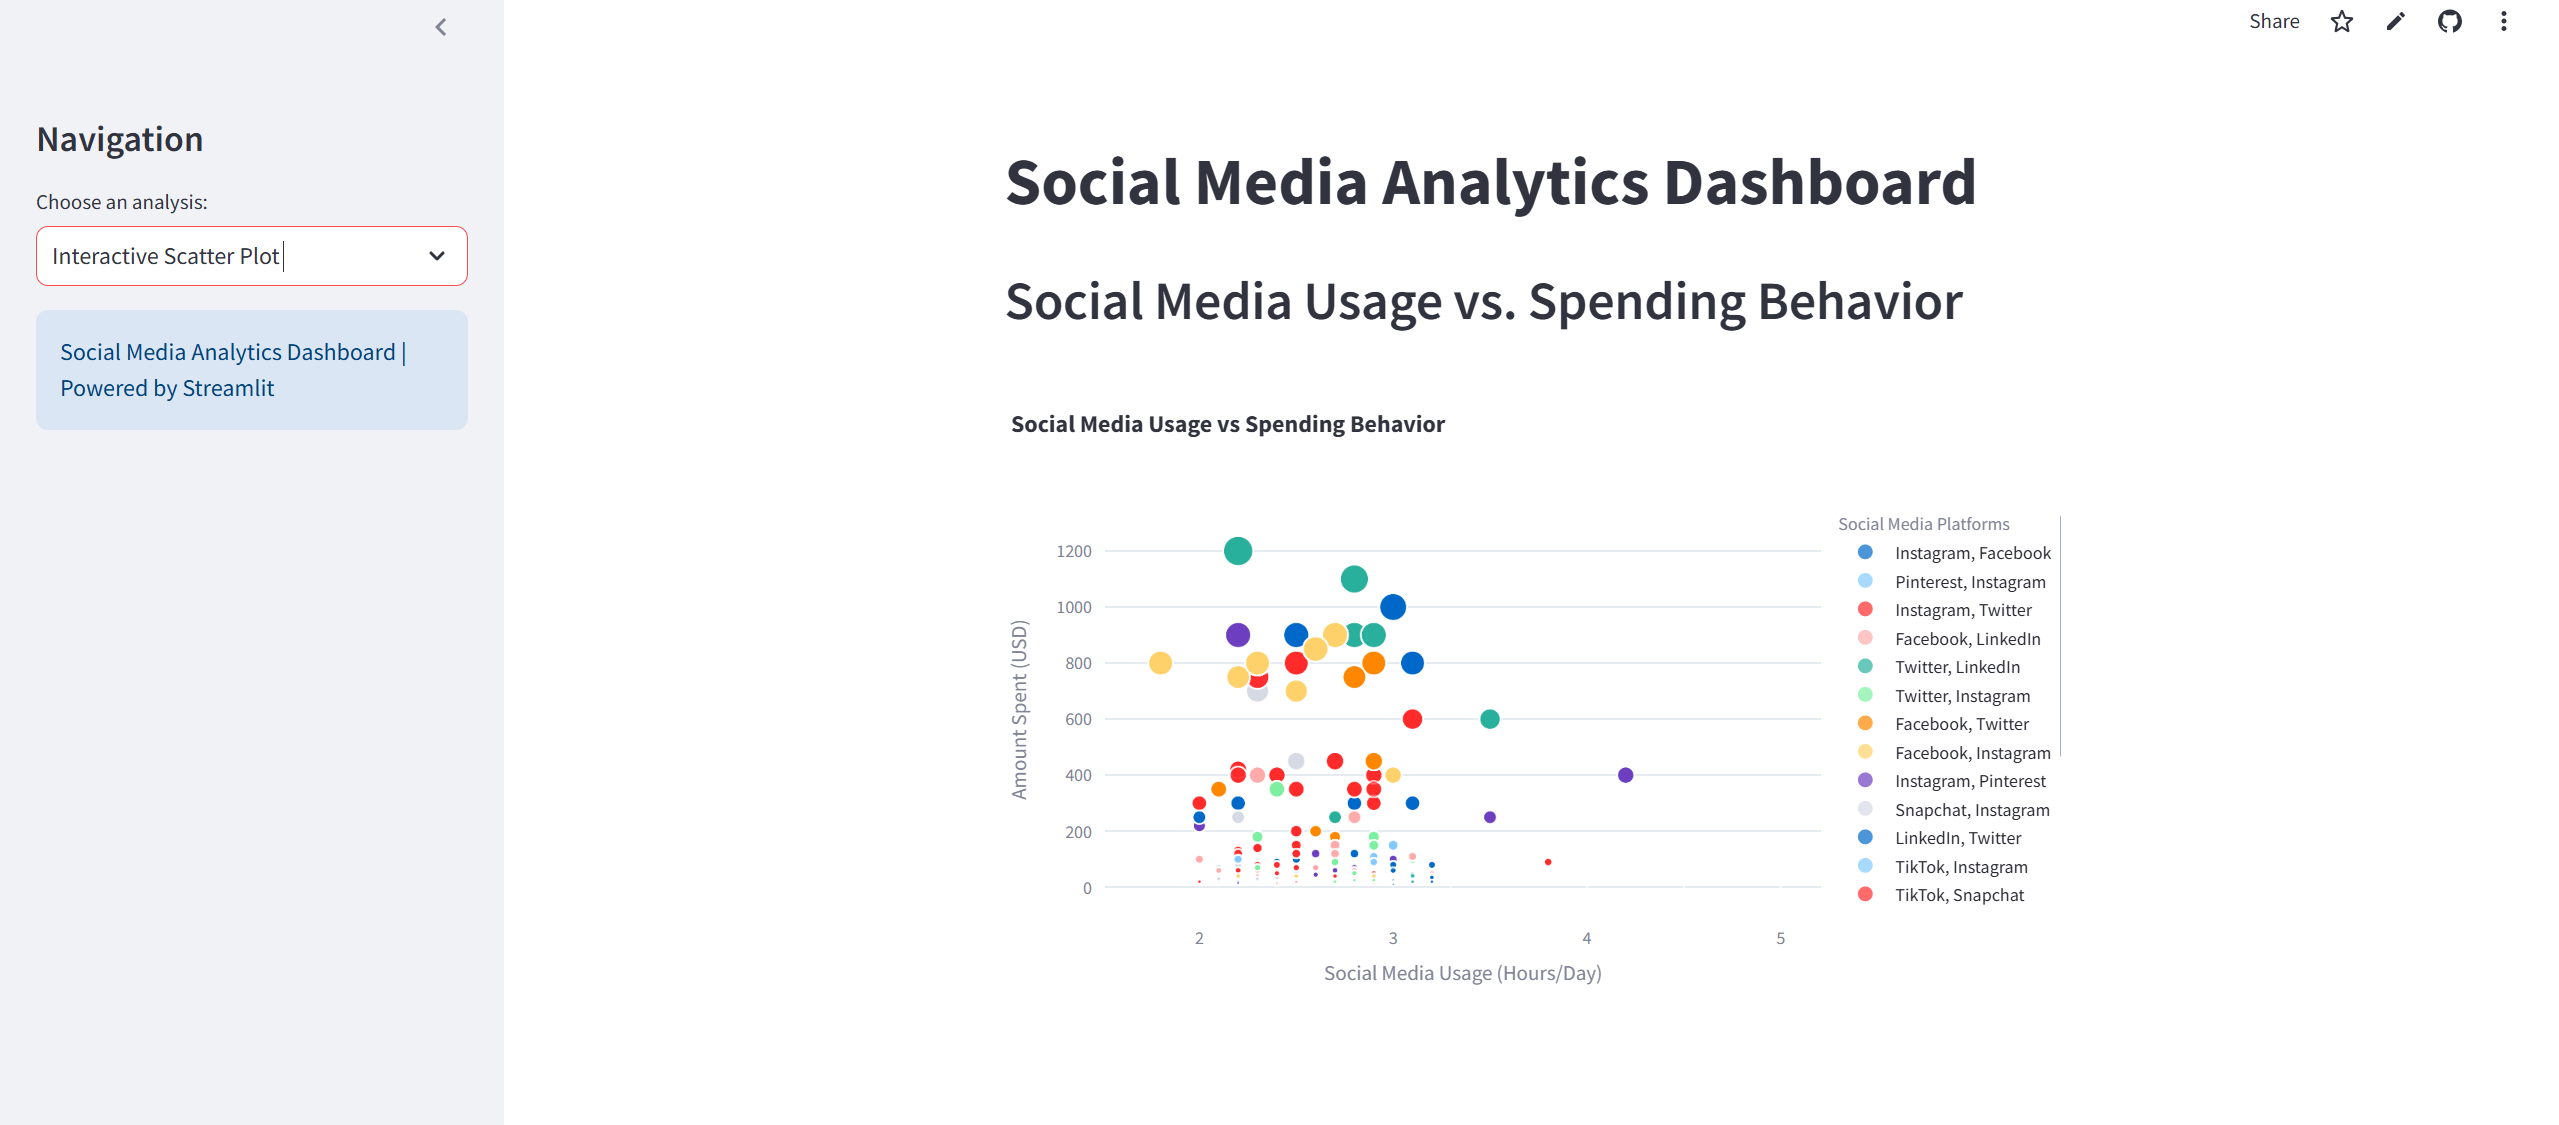 Share
Navigation
Choose an analysis:
Interactive Scatter Plot
Social Media Analytics Dashboard |
Powered by Streamlit
Social Media Analytics Dashboard
Social Media Usage vs. Spending Behavior
Social Media Usage vs Spending Behavior
Amount Spent (USD)
1200
1000
800
600
400
200
0
2 3 4 5
Social Media Usage (Hours/Day)
Social Media Platforms
Instagram, Facebook
Pinterest, Instagram
Instagram, Twitter
Facebook, LinkedIn
Twitter, LinkedIn
Twitter, Instagram
Facebook, Twitter
Facebook, Instagram
Instagram, Pinterest
Snapchat, Instagram
LinkedIn, Twitter
TikTok, Instagram
TikTok, Snapchat